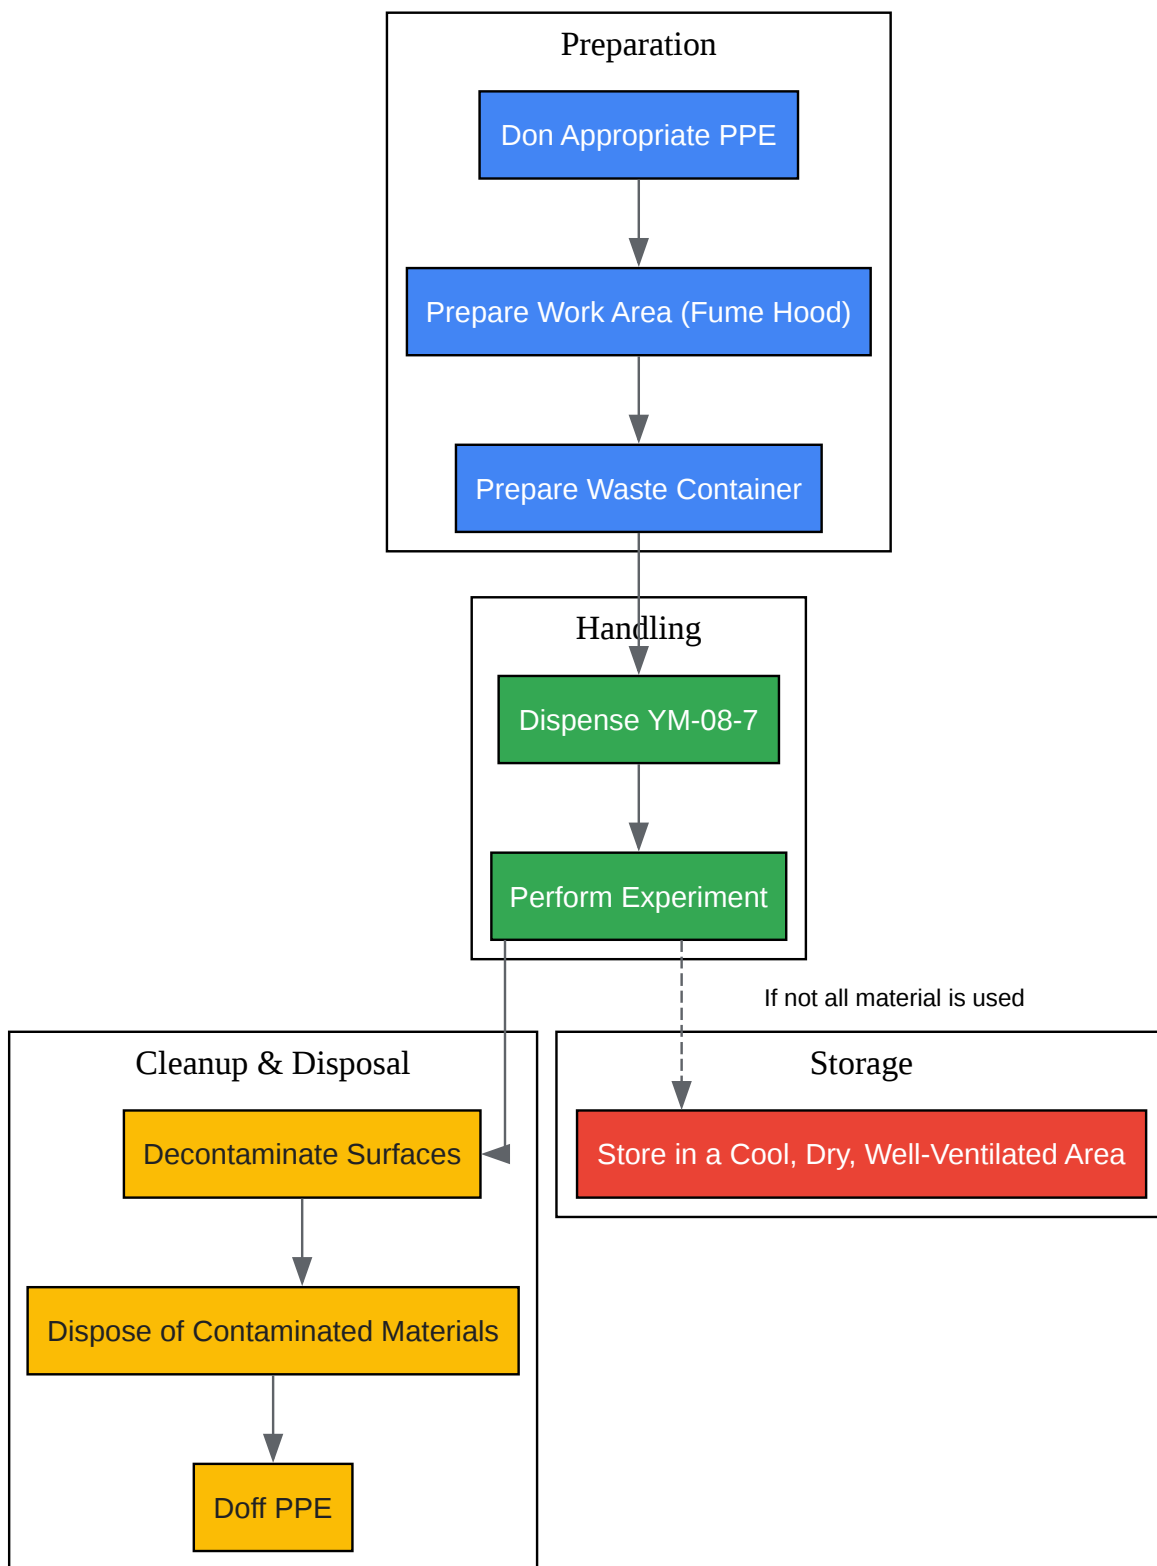 Preparation
Don Appropriate PPE
Prepare Work Area (Fume Hood)
Prepare Waste Container
Handling
Dispense YM-08-7
Perform Experiment
If not all material is used
Cleanup & Disposal
Decontaminate Surfaces
Dispose of Contaminated Materials
Doff PPE
Storage
Store in a Cool, Dry, Well-Ventilated Area